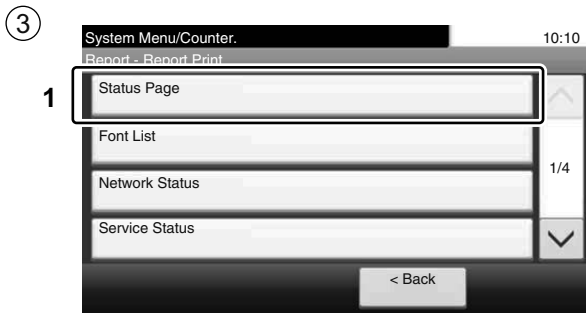 3
System Menu/Counter. 10:10
Report - Report Print
1
Status Page
Font List
1/4
Network Status
Service Status
< Back